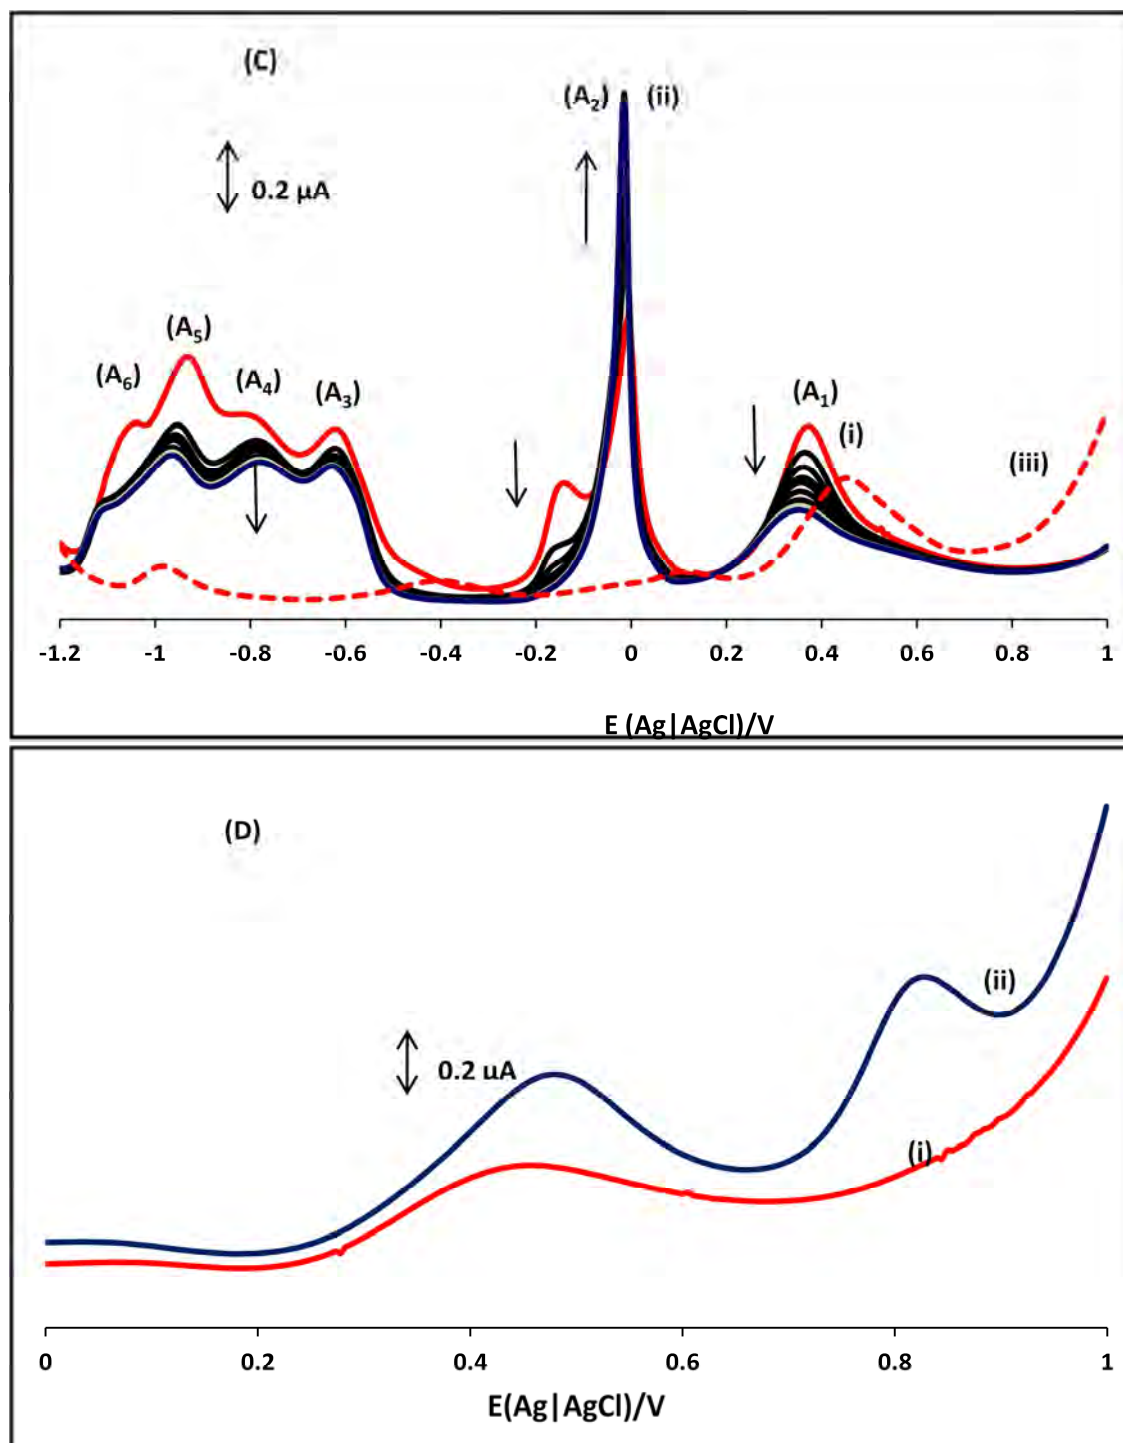 (C)
(A₂) (ii)
0.2 µA
(A₅)
(A₆) (A₄) (A₃)
(A₁)
(i)
(iii)
-1.2 -1 -0.8 -0.6 -0.4 -0.2 0 0.2 0.4 0.6 0.8 1
E (Ag|AgCl)/V
(D)
(ii)
0.2 uA
(i)
0 0.2 0.4 0.6 0.8 1
E(Ag|AgCl)/V